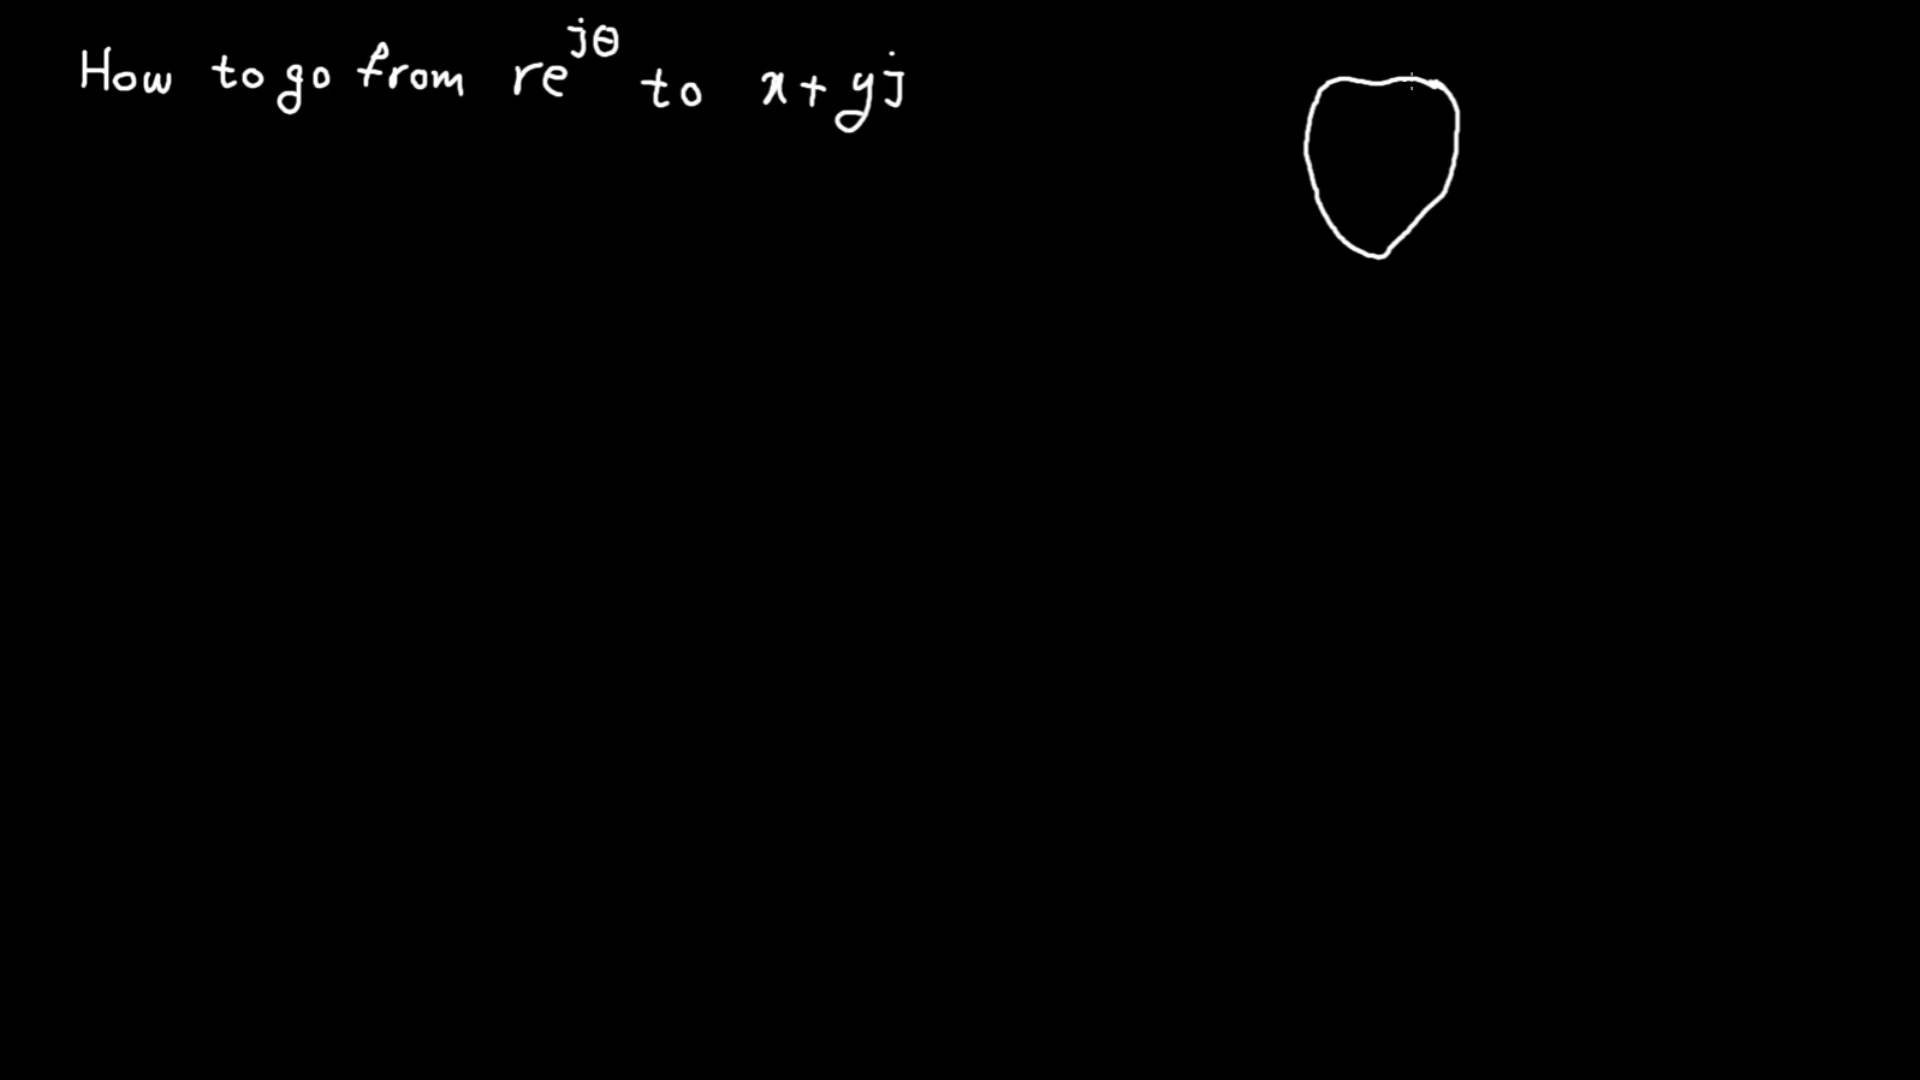 How to go from re^{jθ} to x + yj